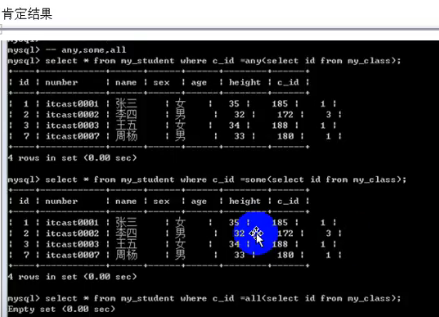 肯定结果
mysql>
mysql> -- any,some,all
mysql> select * from my_student where c_id =any(select id from my_class);
+----+------------+------+------+------+--------+------+
| id | number | name | sex | age | height | c_id |
+----+------------+------+------+------+--------+------+
| 1 | itcast0001 | 张三 | 女 | 35 | 185 | 1 |
| 2 | itcast0002 | 李四 | 男 | 32 | 172 | 3 |
| 3 | itcast0003 | 王五 | 女 | 34 | 188 | 1 |
| 7 | itcast0007 | 周杨 | 男 | 33 | 180 | 1 |
+----+------------+------+------+------+--------+------+
4 rows in set (0.00 sec)
mysql> select * from my_student where c_id =some(select id from my_class);
+----+------------+------+------+------+--------+------+
| id | number | name | sex | age | height | c_id |
+----+------------+------+------+------+--------+------+
| 1 | itcast0001 | 张三 | 女 | 35 | 185 | 1 |
| 2 | itcast0002 | 李四 | 男 | 32 | 172 | 3 |
| 3 | itcast0003 | 王五 | 女 | 34 | 188 | 1 |
| 7 | itcast0007 | 周杨 | 男 | 33 | 180 | 1 |
+----+------------+------+------+------+--------+------+
4 rows in set (0.00 sec)
mysql> select * from my_student where c_id =all(select id from my_class);
Empty set (0.00 sec)